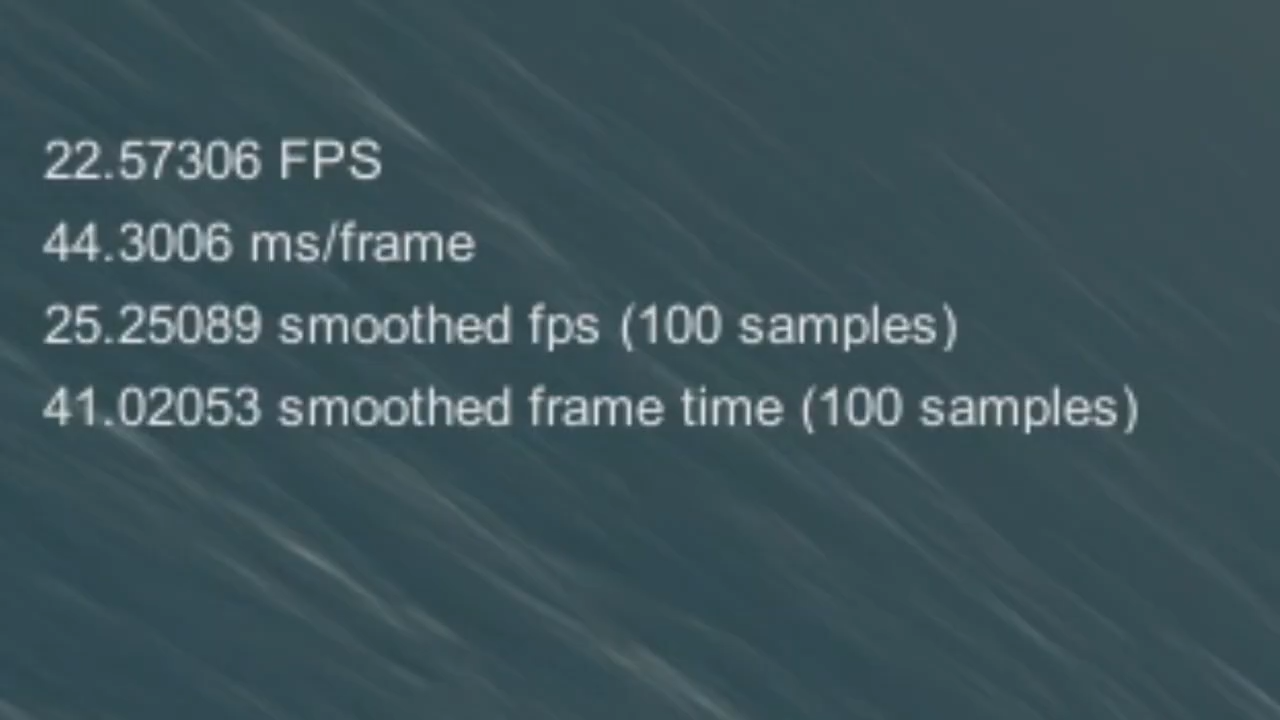 22.57306 FPS
44.3006 ms/frame
25.25089 smoothed fps (100 samples)
41.02053 smoothed frame time (100 samples)